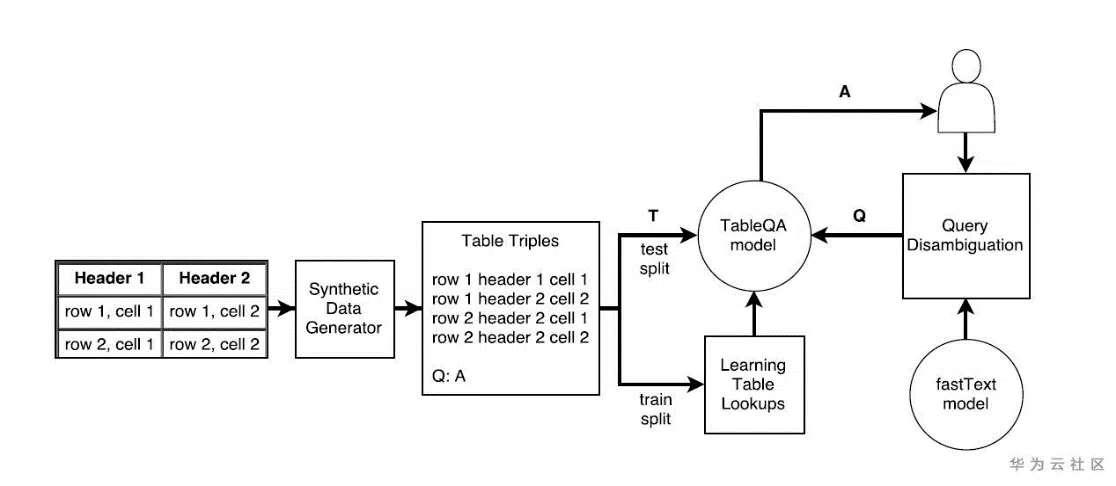 Header 1 Header 2
row 1, cell 1 row 1, cell 2
row 2, cell 1 row 2, cell 2
Synthetic
Data
Generator
Table Triples
row 1 header 1 cell 1
row 1 header 2 cell 2
row 2 header 2 cell 1
row 2 header 2 cell 2
Q: A
T
test
split
train
split
TableQA
model
Learning
Table
Lookups
A
Q
Query
Disambiguation
fastText
model
华为云社区